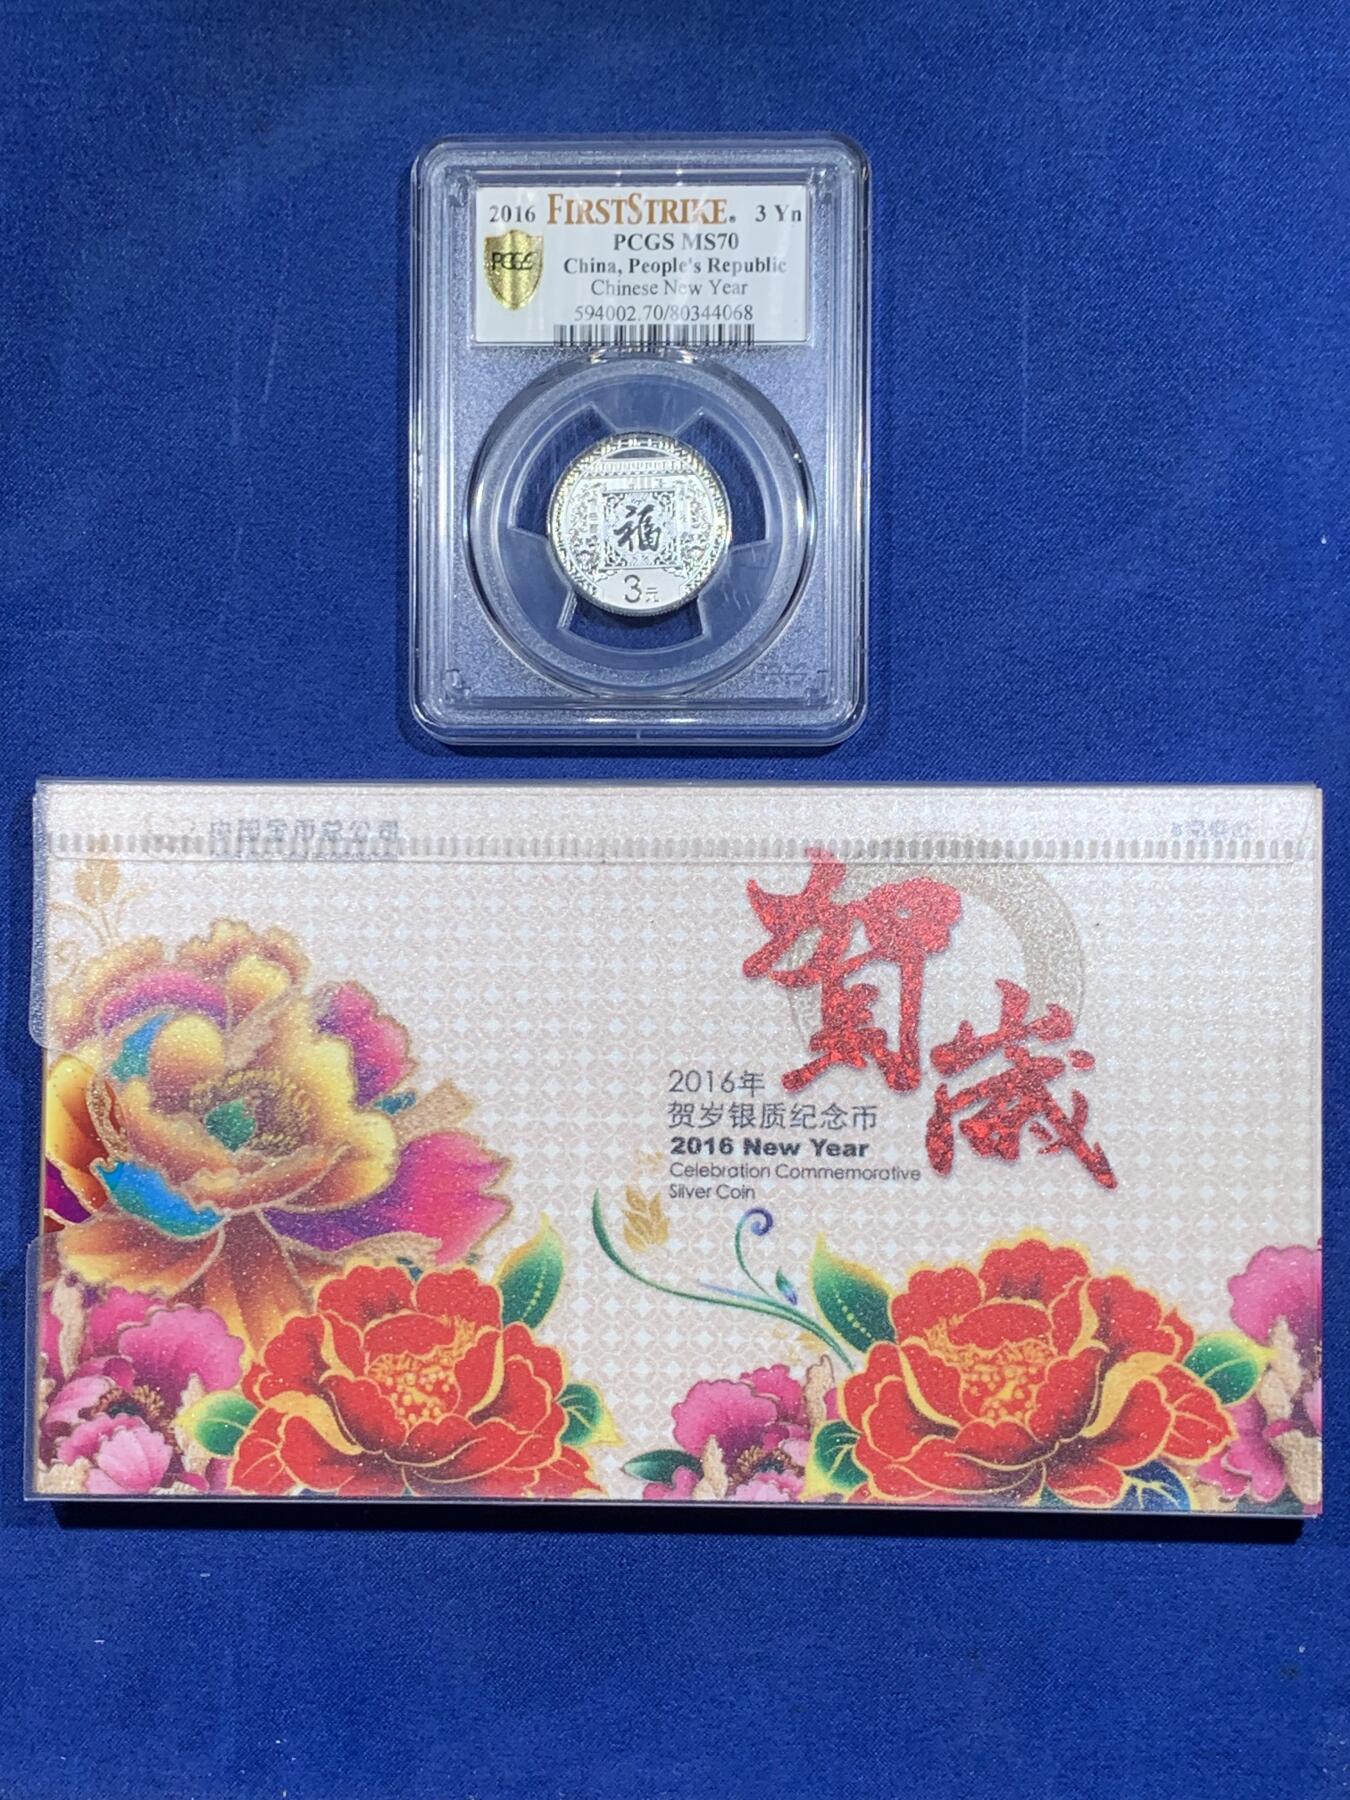 2016 FIRSTSTRIKE® 3 Yn
PCGS MS70
PCGS
China, People's Republic
Chinese New Year
594002.70/80344068
福
3元
中国金币总公司
賀歲
2016年
贺岁银质纪念币
2016 New Year
Celebration Commemorative
Silver Coin